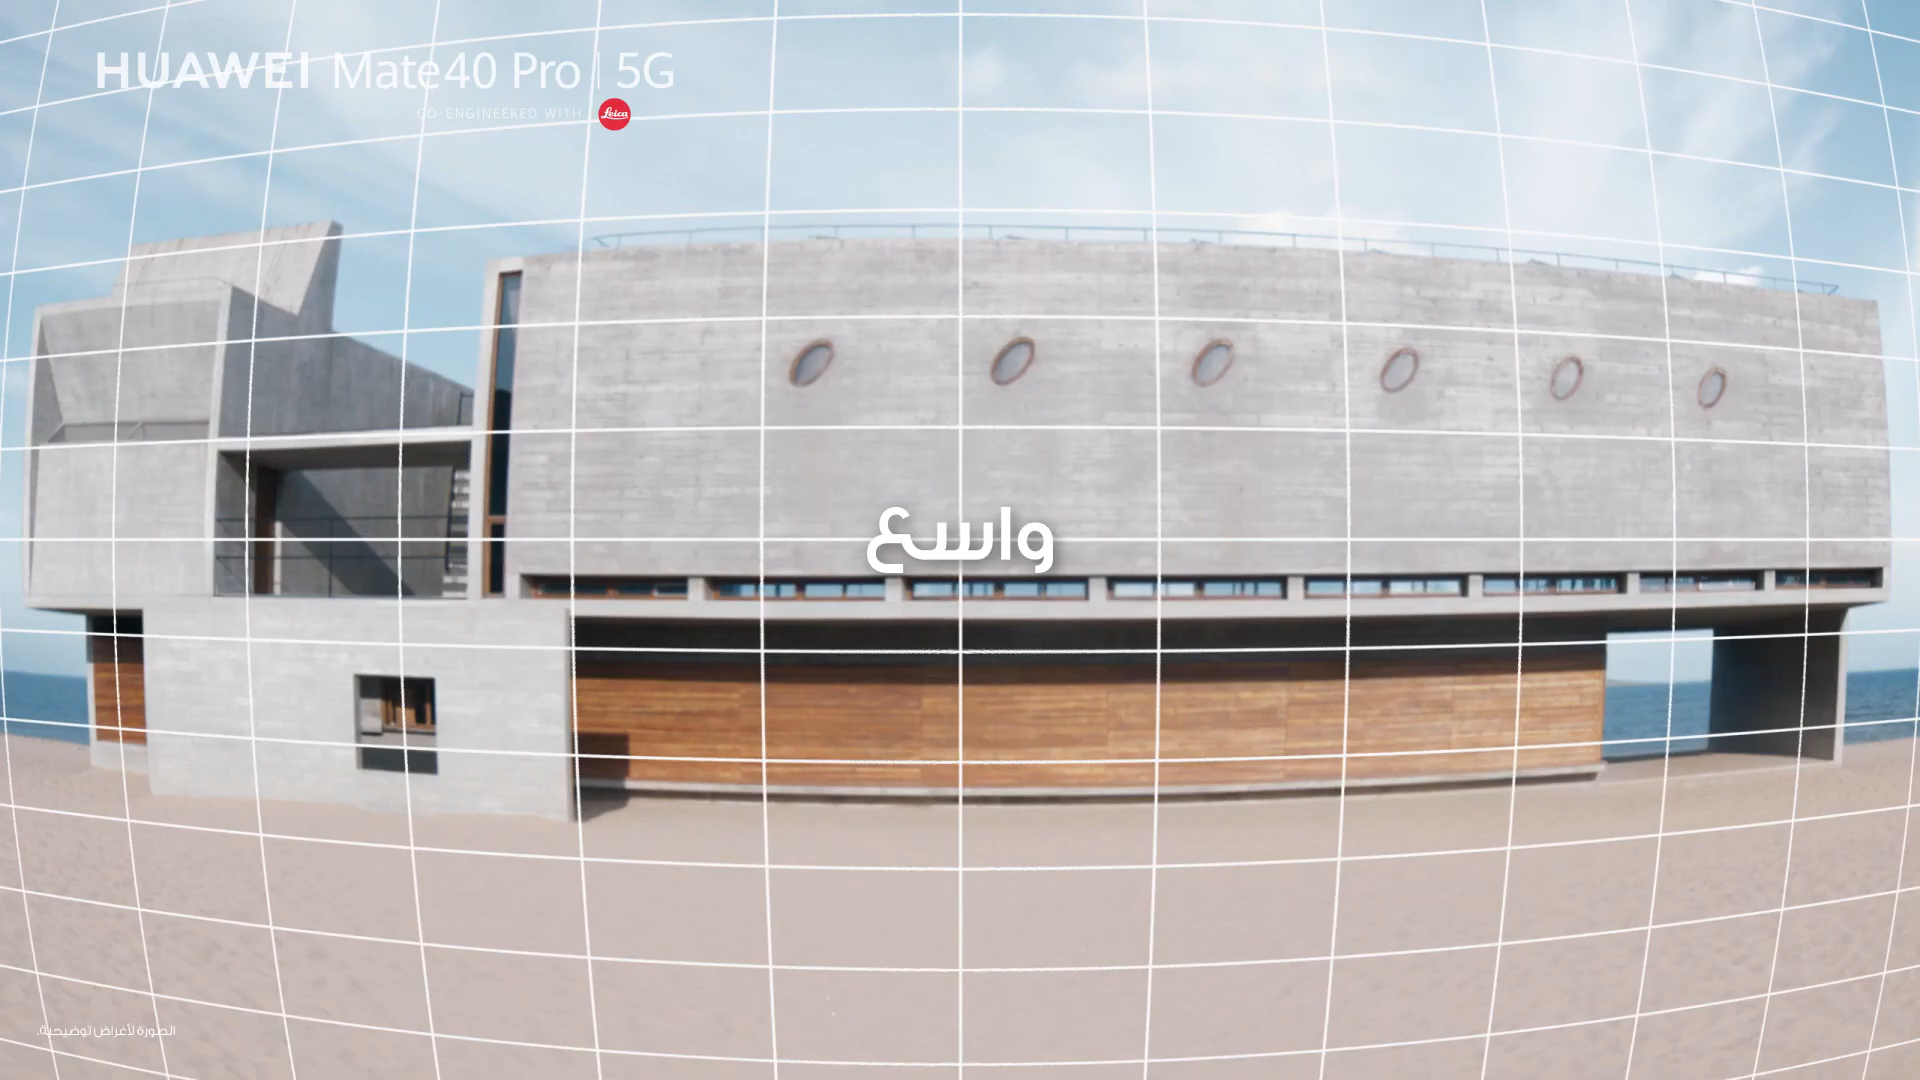 HUAWEI Mate40 Pro | 5G
CO-ENGINEERED WITH Leica
واسع
الصورة لأغراض توضيحية.